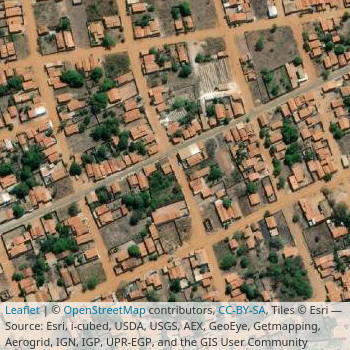 Leaflet | © OpenStreetMap contributors, CC-BY-SA, Tiles © Esri —
Source: Esri, i-cubed, USDA, USGS, AEX, GeoEye, Getmapping,
Aerogrid, IGN, IGP, UPR-EGP, and the GIS User Community